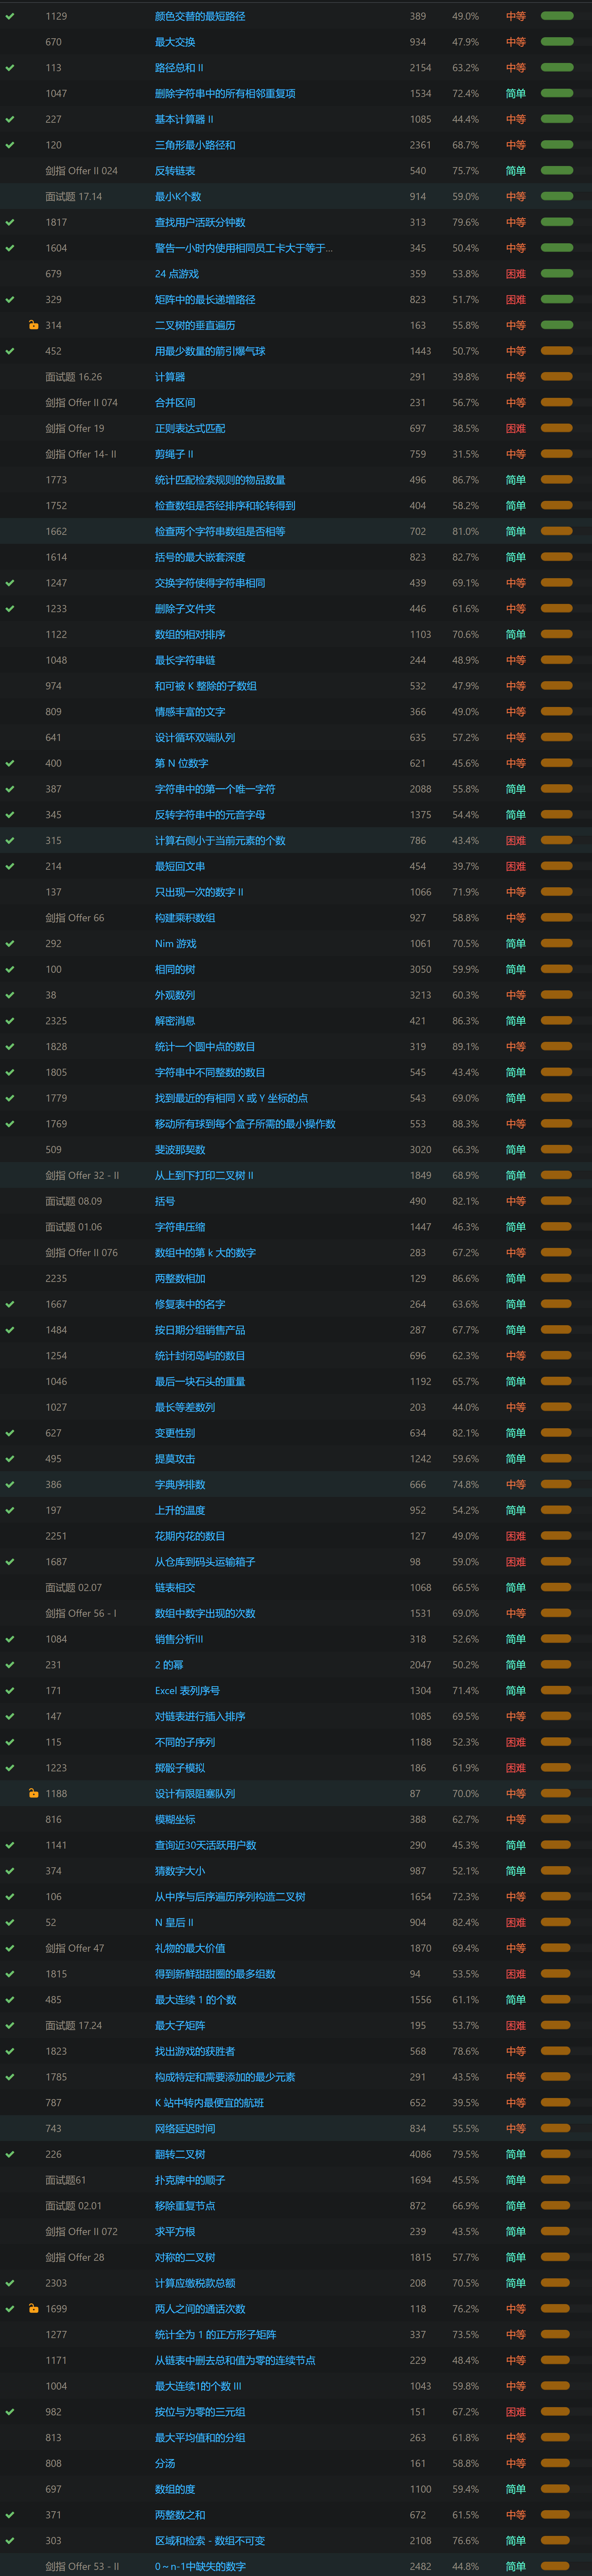 1129 颜色交替的最短路径 389 49.0% 中等
670 最大交换 934 47.9% 中等
113 路径总和 II 2154 63.2% 中等
1047 删除字符串中的所有相邻重复项 1534 72.4% 简单
227 基本计算器 II 1085 44.4% 中等
120 三角形最小路径和 2361 68.7% 中等
剑指 Offer II 024 反转链表 540 75.7% 简单
面试题 17.14 最小K个数 914 59.0% 中等
1817 查找用户活跃分钟数 313 79.6% 中等
1604 警告一小时内使用相同员工卡大于等于... 345 50.4% 中等
679 24 点游戏 359 53.8% 困难
329 矩阵中的最长递增路径 823 51.7% 困难
314 二叉树的垂直遍历 163 55.8% 中等
452 用最少数量的箭引爆气球 1443 50.7% 中等
面试题 16.26 计算器 291 39.8% 中等
剑指 Offer II 074 合并区间 231 56.7% 中等
剑指 Offer 19 正则表达式匹配 697 38.5% 困难
剑指 Offer 14- II 剪绳子 II 759 31.5% 中等
1773 统计匹配检索规则的物品数量 496 86.7% 简单
1752 检查数组是否经排序和轮转得到 404 58.2% 简单
1662 检查两个字符串数组是否相等 702 81.0% 简单
1614 括号的最大嵌套深度 823 82.7% 简单
1247 交换字符使得字符串相同 439 69.1% 中等
1233 删除子文件夹 446 61.6% 中等
1122 数组的相对排序 1103 70.6% 简单
1048 最长字符串链 244 48.9% 中等
974 和可被 K 整除的子数组 532 47.9% 中等
809 情感丰富的文字 366 49.0% 中等
641 设计循环双端队列 635 57.2% 中等
400 第 N 位数字 621 45.6% 中等
387 字符串中的第一个唯一字符 2088 55.8% 简单
345 反转字符串中的元音字母 1375 54.4% 简单
315 计算右侧小于当前元素的个数 786 43.4% 困难
214 最短回文串 454 39.7% 困难
137 只出现一次的数字 II 1066 71.9% 中等
剑指 Offer 66 构建乘积数组 927 58.8% 中等
292 Nim 游戏 1061 70.5% 简单
100 相同的树 3050 59.9% 简单
38 外观数列 3213 60.3% 中等
2325 解密消息 421 86.3% 简单
1828 统计一个圆中点的数目 319 89.1% 中等
1805 字符串中不同整数的数目 545 43.4% 简单
1779 找到最近的有相同 X 或 Y 坐标的点 543 69.0% 简单
1769 移动所有球到每个盒子所需的最小操作数 553 88.3% 中等
509 斐波那契数 3020 66.3% 简单
剑指 Offer 32 - II 从上到下打印二叉树 II 1849 68.9% 简单
面试题 08.09 括号 490 82.1% 中等
面试题 01.06 字符串压缩 1447 46.3% 简单
剑指 Offer II 076 数组中的第 k 大的数字 283 67.2% 中等
2235 两整数相加 129 86.6% 简单
1667 修复表中的名字 264 63.6% 简单
1484 按日期分组销售产品 287 67.7% 简单
1254 统计封闭岛屿的数目 696 62.3% 中等
1046 最后一块石头的重量 1192 65.7% 简单
1027 最长等差数列 203 44.0% 中等
627 变更性别 634 82.1% 简单
495 提莫攻击 1242 59.6% 简单
386 字典序排数 666 74.8% 中等
197 上升的温度 952 54.2% 简单
2251 花期内花的数目 127 49.0% 困难
1687 从仓库到码头运输箱子 98 59.0% 困难
面试题 02.07 链表相交 1068 66.5% 简单
剑指 Offer 56 - I 数组中数字出现的次数 1531 69.0% 中等
1084 销售分析III 318 52.6% 简单
231 2 的幂 2047 50.2% 简单
171 Excel 表列序号 1304 71.4% 简单
147 对链表进行插入排序 1085 69.5% 中等
115 不同的子序列 1188 52.3% 困难
1223 掷骰子模拟 186 61.9% 困难
1188 设计有限阻塞队列 87 70.0% 中等
816 模糊坐标 388 62.7% 中等
1141 查询近30天活跃用户数 290 45.3% 简单
374 猜数字大小 987 52.1% 简单
106 从中序与后序遍历序列构造二叉树 1654 72.3% 中等
52 N 皇后 II 904 82.4% 困难
剑指 Offer 47 礼物的最大价值 1870 69.4% 中等
1815 得到新鲜甜甜圈的最多组数 94 53.5% 困难
485 最大连续 1 的个数 1556 61.1% 简单
面试题 17.24 最大子矩阵 195 53.7% 困难
1823 找出游戏的获胜者 568 78.6% 中等
1785 构成特定和需要添加的最少元素 291 43.5% 中等
787 K 站中转内最便宜的航班 652 39.5% 中等
743 网络延迟时间 834 55.5% 中等
226 翻转二叉树 4086 79.5% 简单
面试题61 扑克牌中的顺子 1694 45.5% 简单
面试题 02.01 移除重复节点 872 66.9% 简单
剑指 Offer II 072 求平方根 239 43.5% 简单
剑指 Offer 28 对称的二叉树 1815 57.7% 简单
2303 计算应缴税款总额 208 70.5% 简单
1699 两人之间的通话次数 118 76.2% 中等
1277 统计全为 1 的正方形子矩阵 337 73.5% 中等
1171 从链表中删去总和值为零的连续节点 229 48.4% 中等
1004 最大连续1的个数 III 1043 59.8% 中等
982 按位与为零的三元组 151 67.2% 困难
813 最大平均值和的分组 263 61.8% 中等
808 分汤 161 58.8% 中等
697 数组的度 1100 59.4% 简单
371 两整数之和 672 61.5% 中等
303 区域和检索 - 数组不可变 2108 76.6% 简单
剑指 Offer 53 - II 0～n-1中缺失的数字 2482 44.8% 简单